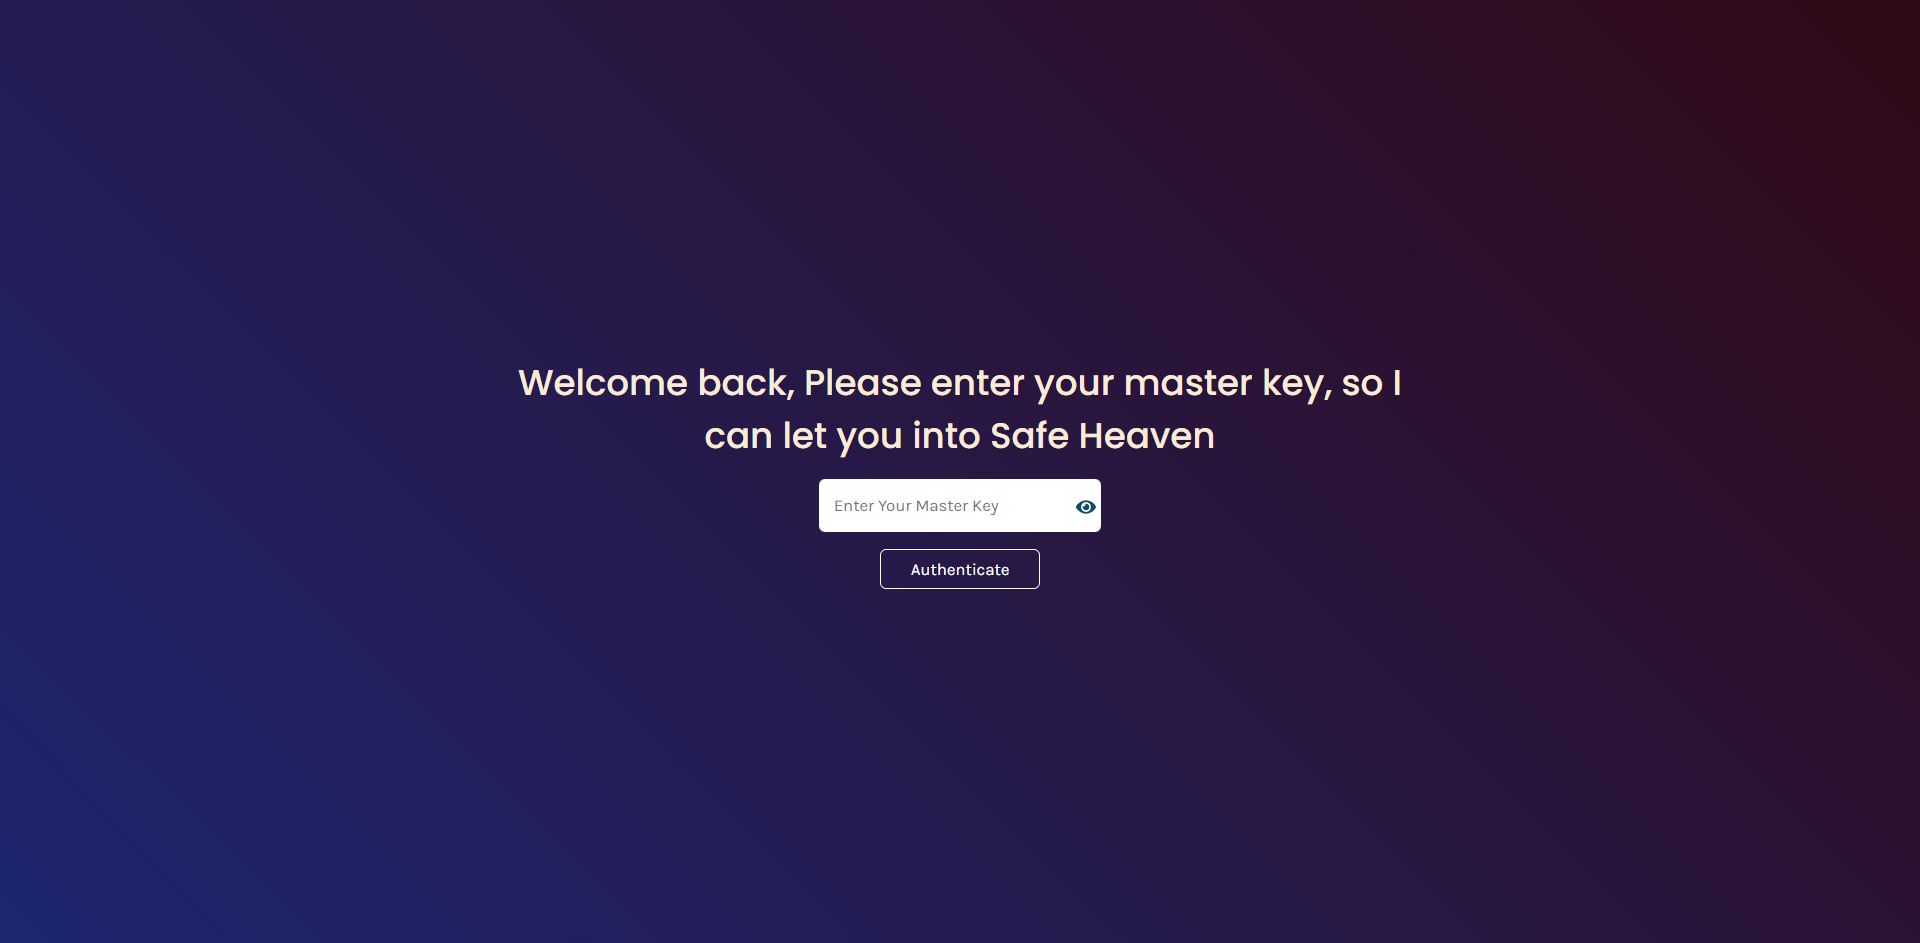 Welcome back, Please enter your master key, so I
can let you into Safe Heaven
Enter Your Master Key
Authenticate